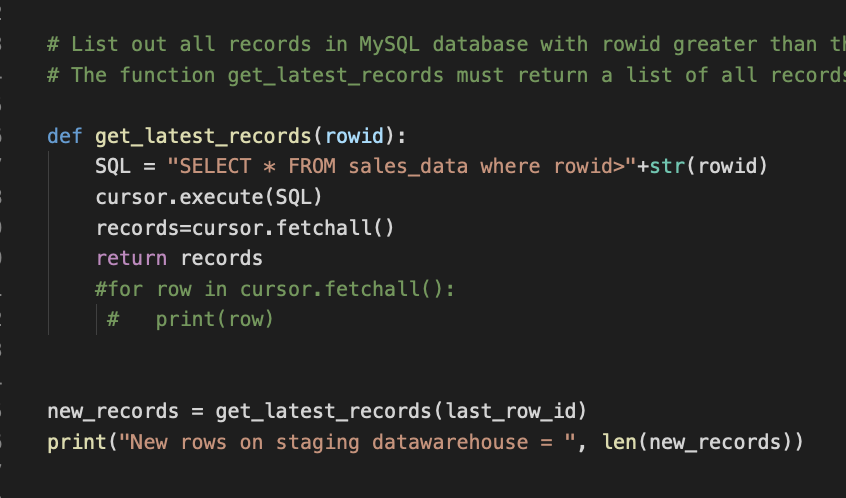 # List out all records in MySQL database with rowid greater than
# The function get_latest_records must return a list of all records
def get_latest_records(rowid):
SQL = "SELECT * FROM sales_data where rowid>"+str(rowid)
cursor.execute(SQL)
records=cursor.fetchall()
return records
#for row in cursor.fetchall():
#   print(row)
new_records = get_latest_records(last_row_id)
print("New rows on staging datawarehouse = ", len(new_records))